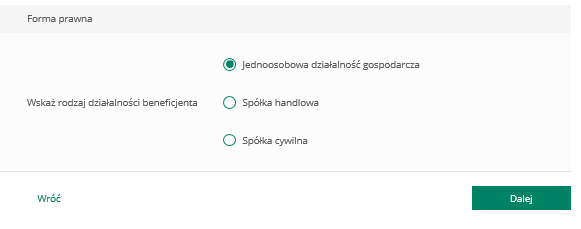 Forma prawna
Jednoosobowa działalność gospodarcza
Wskaż rodzaj działalności beneficjenta
Spółka handlowa
Spółka cywilna
Wróć
Dalej